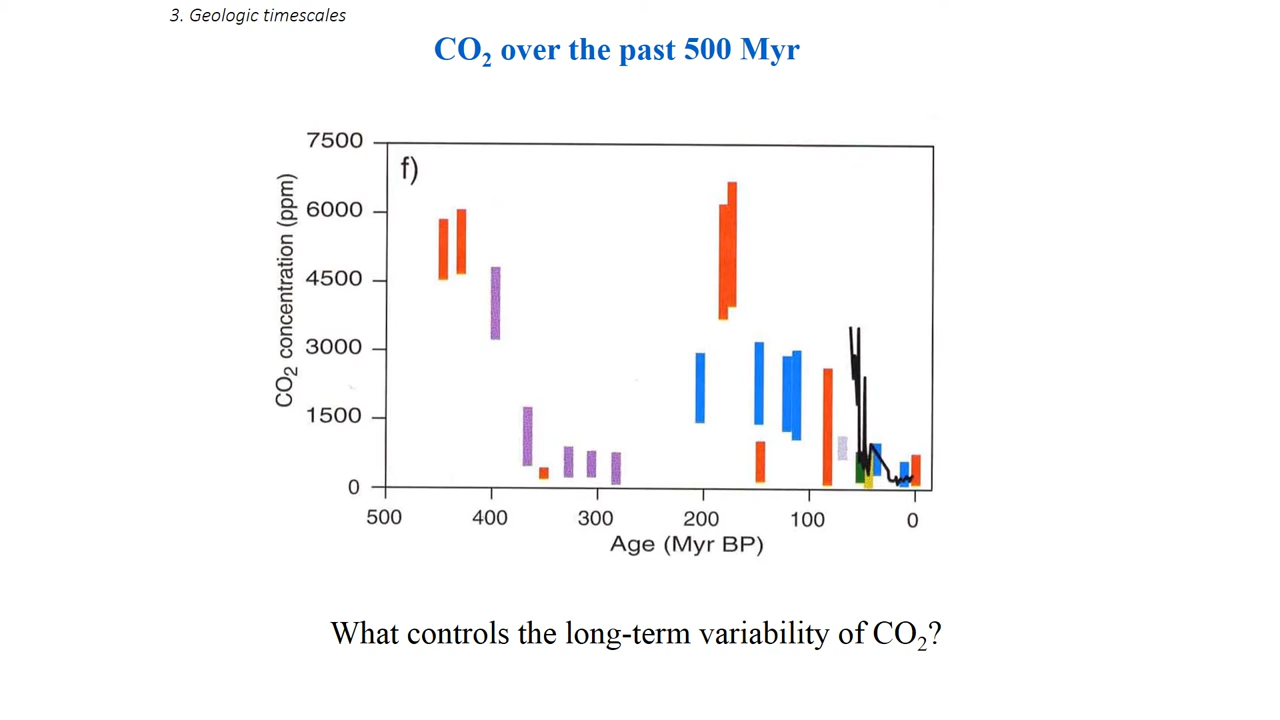 3. Geologic timescales
CO₂ over the past 500 Myr
f)
CO₂ concentration (ppm)
7500
6000
4500
3000
1500
0
500 400 300 200 100 0
Age (Myr BP)
What controls the long-term variability of CO₂?